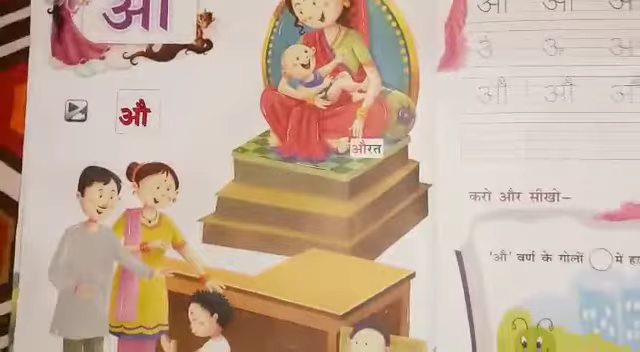 औ
औ
औरत
औ औ
करो और सीखो–
'औ' वर्ण के गोलों में